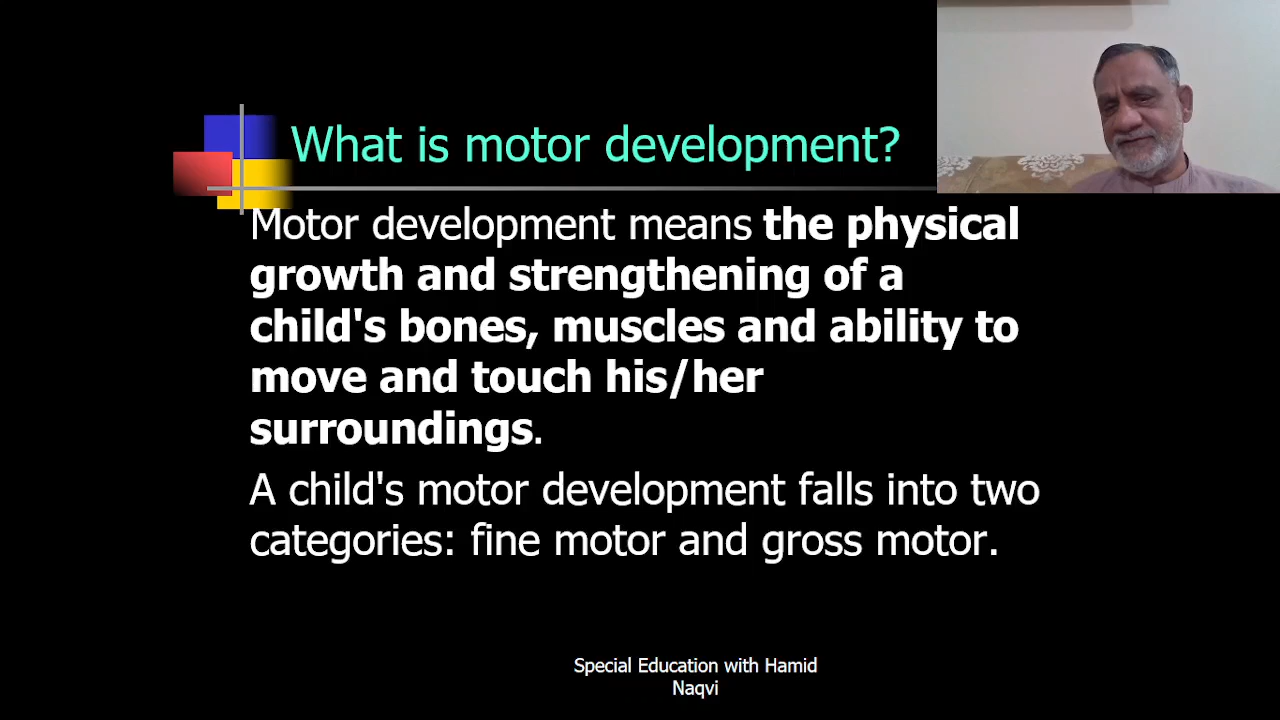 What is motor development?
Motor development means the physical
growth and strengthening of a
child's bones, muscles and ability to
move and touch his/her
surroundings.
A child's motor development falls into two
categories: fine motor and gross motor.
Special Education with Hamid
Naqvi